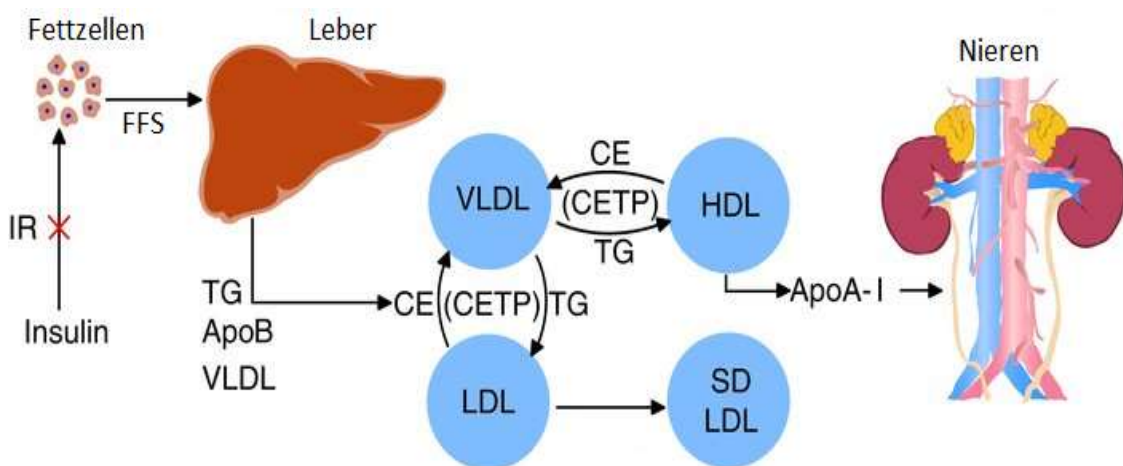 Fettzellen
Leber
Nieren
FFS
CE
VLDL
(CETP)
HDL
TG
IR
TG
ApoB
VLDL
CE
(CETP)
TG
ApoA-I
Insulin
LDL
SD
LDL